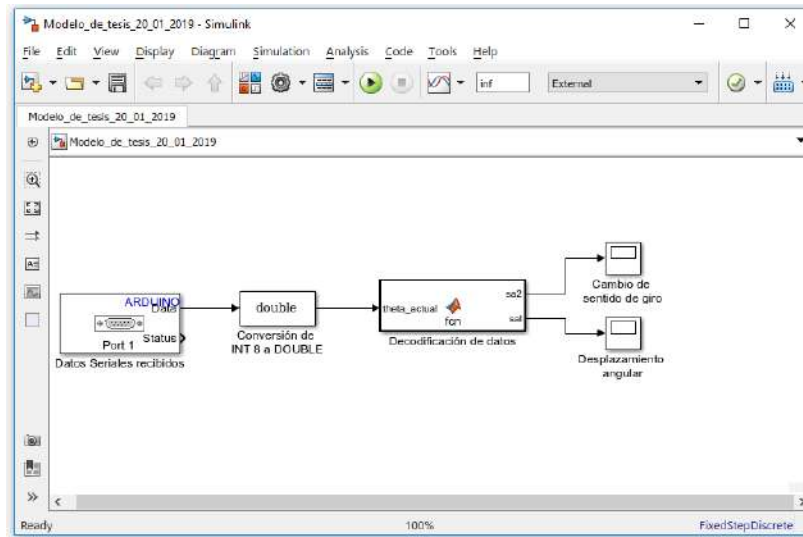 Modelo_de_tesis_20_01_2019 - Simulink
File Edit View Display Diagram Simulation Analysis Code Tools Help
inf External
Modelo_de_tesis_20_01_2019
Modelo_de_tesis_20_01_2019
ARDUINO
Data
Port 1
Status
Datos Seriales recibidos
double
Conversión de
INT 8 a DOUBLE
theta_actual
fcn
sa2
sal
Decodificación de datos
Cambio de
sentido de giro
Desplazamiento
angular
Ready 100% FixedStepDiscrete